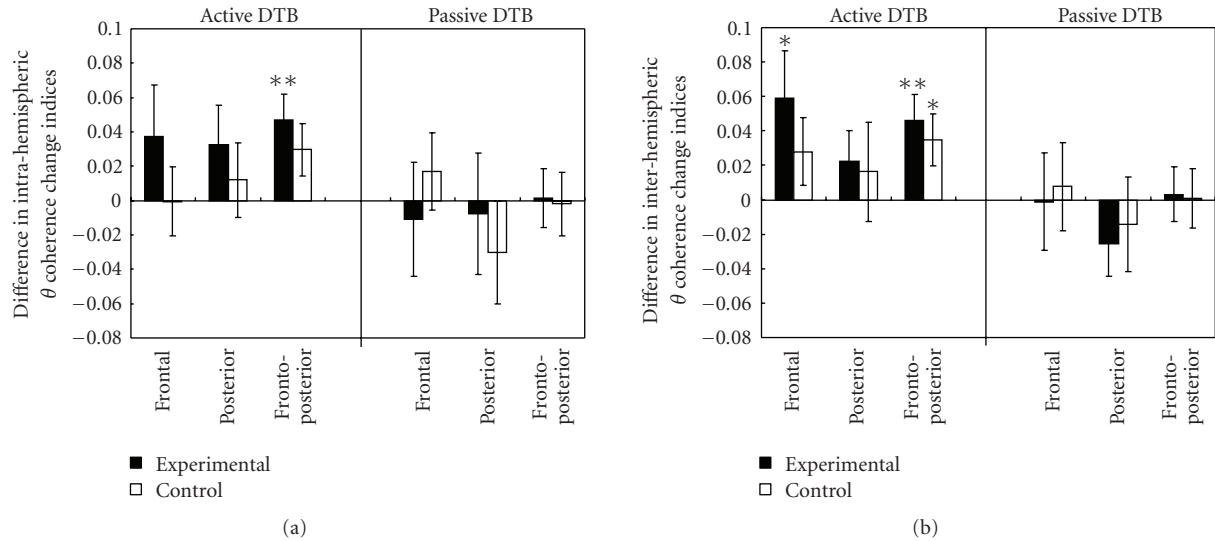 Active DTB
Passive DTB
Difference in intra-hemispheric
θ coherence change indices
0.1
0.08
0.06
0.04
0.02
0
−0.02
−0.04
−0.06
−0.08
∗∗
Frontal
Posterior
Fronto-
posterior
Frontal
Posterior
Fronto-
posterior
Experimental
Control
(a)
Active DTB
Passive DTB
Difference in inter-hemispheric
θ coherence change indices
0.1
0.08
0.06
0.04
0.02
0
−0.02
−0.04
−0.06
−0.08
∗
∗∗
∗
Frontal
Posterior
Fronto-
posterior
Frontal
Posterior
Fronto-
posterior
Experimental
Control
(b)